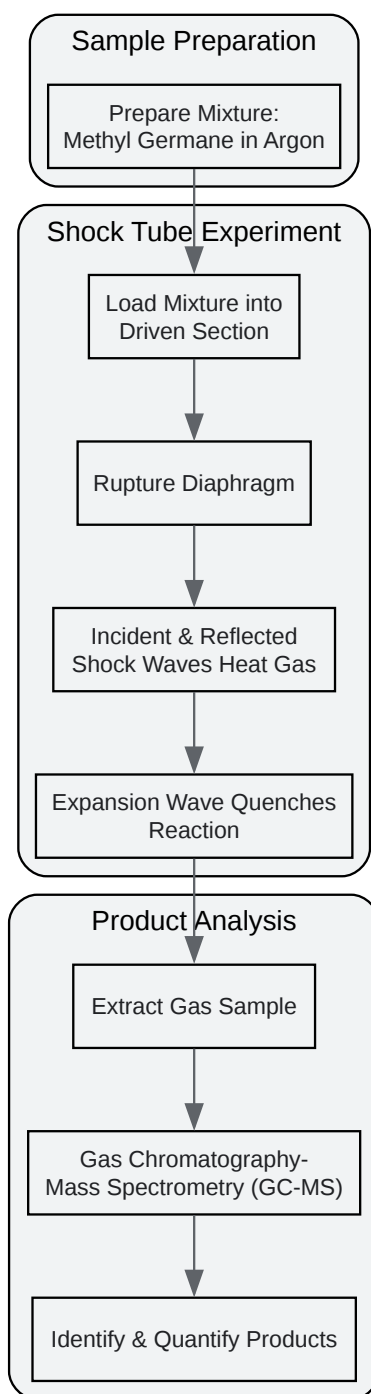 Sample Preparation
Prepare Mixture:
Methyl Germane in Argon
Shock Tube Experiment
Load Mixture into
Driven Section
Rupture Diaphragm
Incident & Reflected
Shock Waves Heat Gas
Expansion Wave Quenches
Reaction
Product Analysis
Extract Gas Sample
Gas Chromatography-
Mass Spectrometry (GC-MS)
Identify & Quantify Products